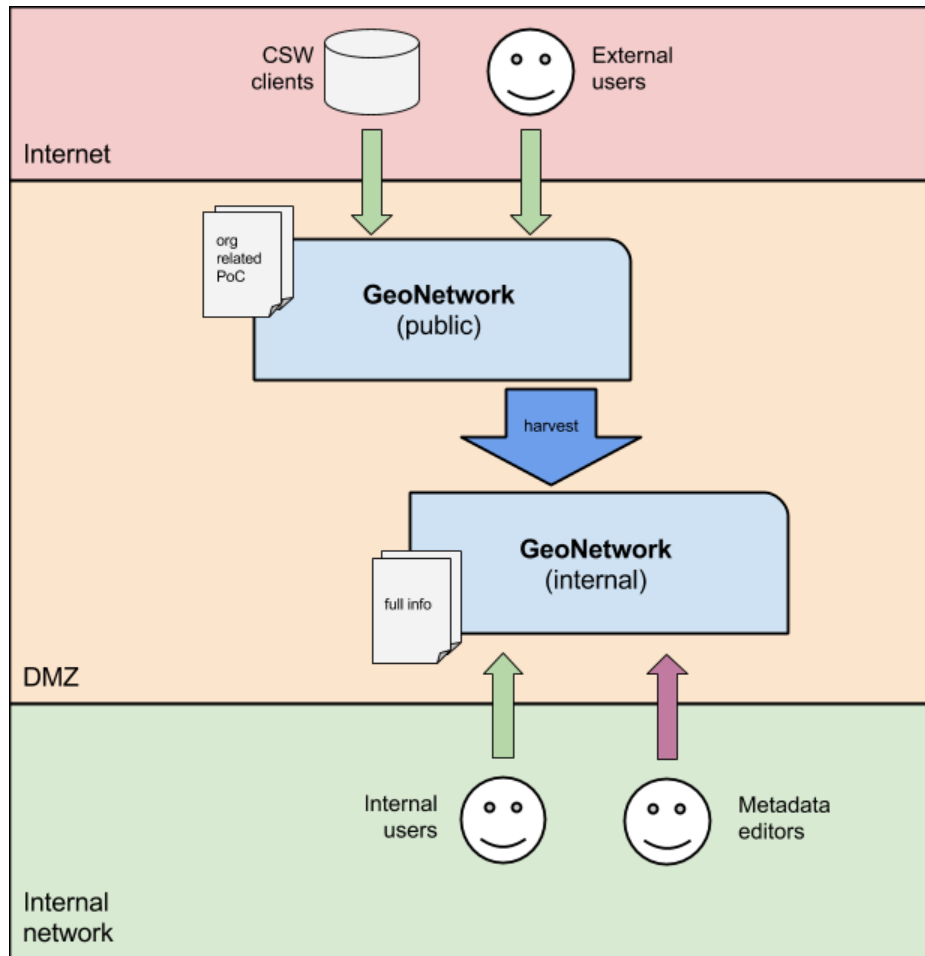 CSW
clients
External
users
Internet
org
related
PoC
GeoNetwork
(public)
harvest
GeoNetwork
(internal)
full info
DMZ
Internal
users
Metadada
editors
Internal
network